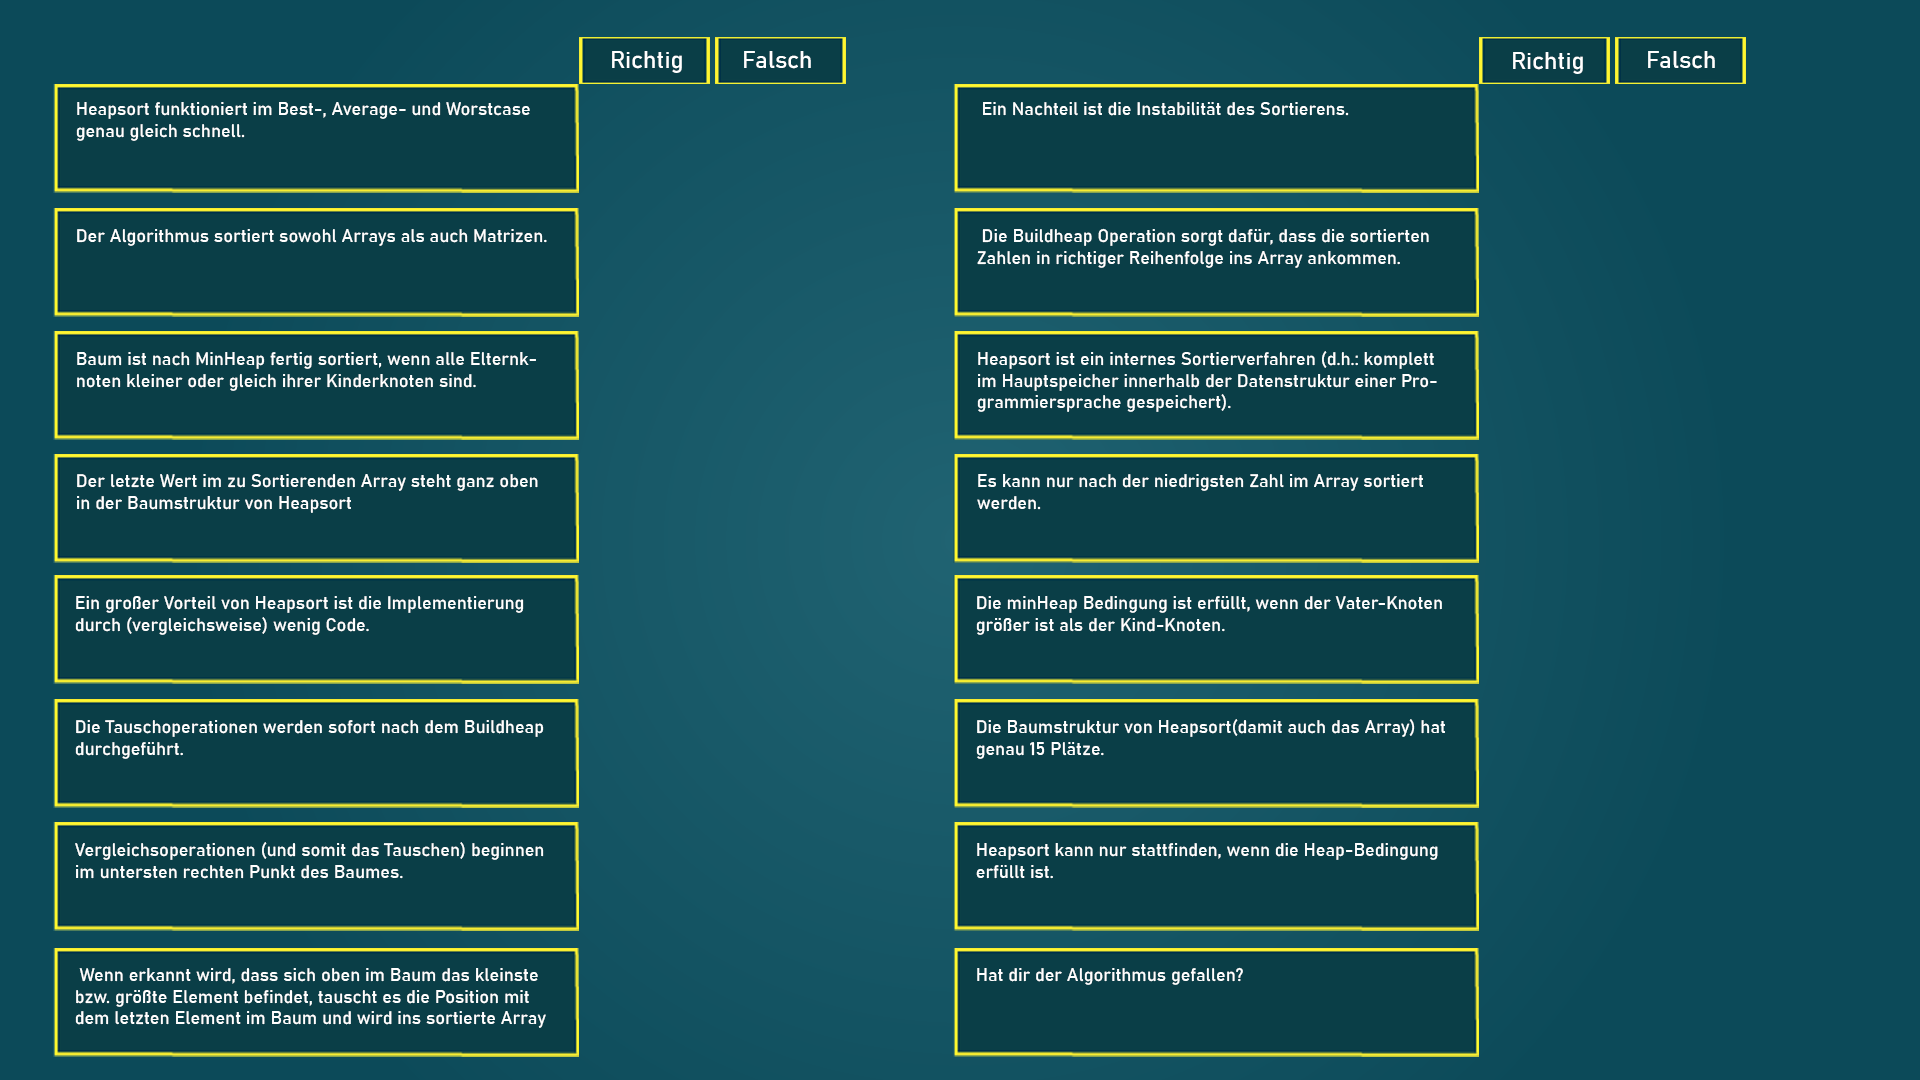 Richtig
Falsch
Heapsort funktioniert im Best-, Average- und Worstcase
genau gleich schnell.
Der Algorithmus sortiert sowohl Arrays als auch Matrizen.
Baum ist nach MinHeap fertig sortiert, wenn alle Elternk-
noten kleiner oder gleich ihrer Kinderknoten sind.
Der letzte Wert im zu Sortierenden Array steht ganz oben
in der Baumstruktur von Heapsort
Ein großer Vorteil von Heapsort ist die Implementierung
durch (vergleichsweise) wenig Code.
Die Tauschoperationen werden sofort nach dem Buildheap
durchgeführt.
Vergleichsoperationen (und somit das Tauschen) beginnen
im untersten rechten Punkt des Baumes.
Wenn erkannt wird, dass sich oben im Baum das kleinste
bzw. größte Element befindet, tauscht es die Position mit
dem letzten Element im Baum und wird ins sortierte Array
Richtig
Falsch
Ein Nachteil ist die Instabilität des Sortierens.
Die Buildheap Operation sorgt dafür, dass die sortierten
Zahlen in richtiger Reihenfolge ins Array ankommen.
Heapsort ist ein internes Sortierverfahren (d.h.: komplett
im Hauptspeicher innerhalb der Datenstruktur einer Pro-
grammiersprache gespeichert).
Es kann nur nach der niedrigsten Zahl im Array sortiert
werden.
Die minHeap Bedingung ist erfüllt, wenn der Vater-Knoten
größer ist als der Kind-Knoten.
Die Baumstruktur von Heapsort(damit auch das Array) hat
genau 15 Plätze.
Heapsort kann nur stattfinden, wenn die Heap-Bedingung
erfüllt ist.
Hat dir der Algorithmus gefallen?